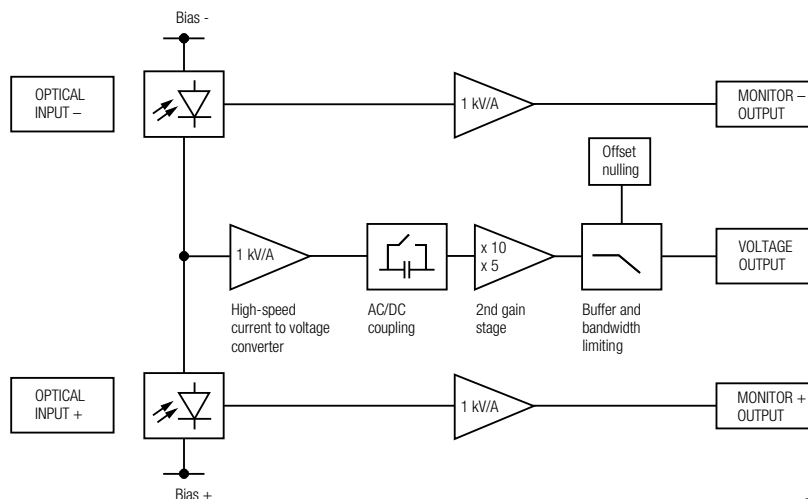 Bias -
OPTICAL
INPUT –
1 kV/A
MONITOR –
OUTPUT
Offset
nulling
1 kV/A
x 10
x 5
VOLTAGE
OUTPUT
High-speed
current to voltage
converter
AC/DC
coupling
2nd gain
stage
Buffer and
bandwidth
limiting
OPTICAL
INPUT +
1 kV/A
MONITOR +
OUTPUT
Bias +